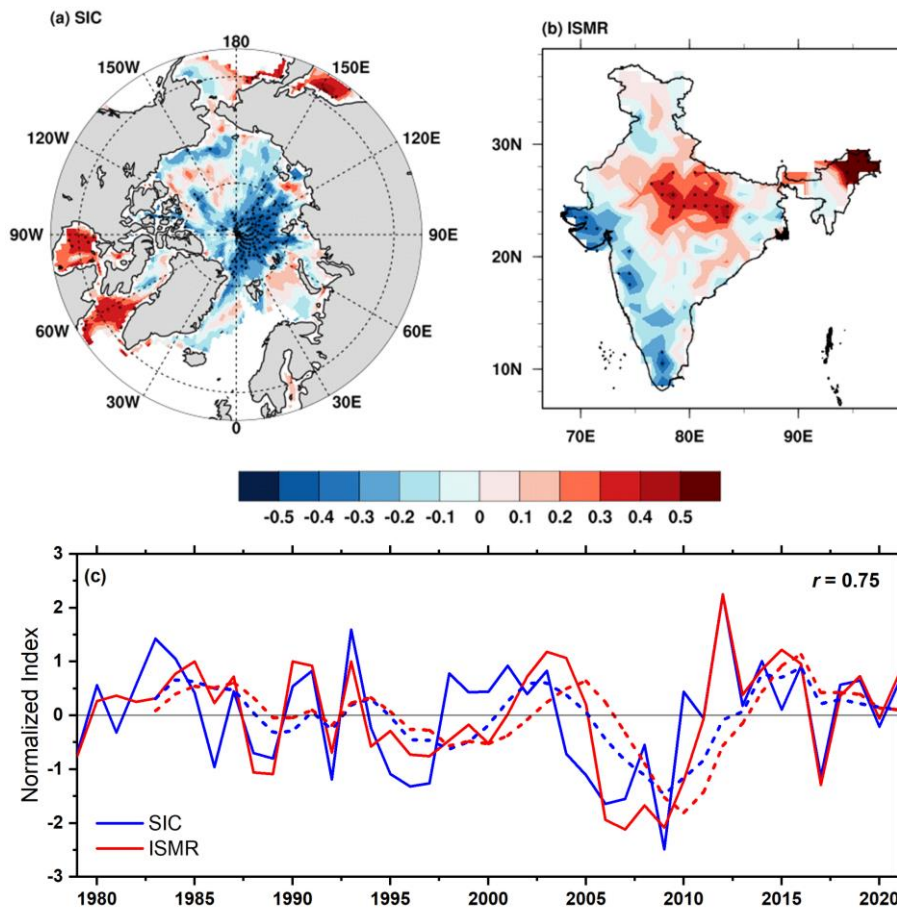 (a) SIC
180
150W
150E
120W
120E
90W
90E
60W
60E
30W
30E
0
(b) ISMR
30N
20N
10N
70E
80E
90E
-0.5 -0.4 -0.3 -0.2 -0.1 0 0.1 0.2 0.3 0.4 0.5
(c)
r = 0.75
3
2
1
0
-1
-2
-3
Normalized Index
SIC
ISMR
1980 1985 1990 1995 2000 2005 2010 2015 2020